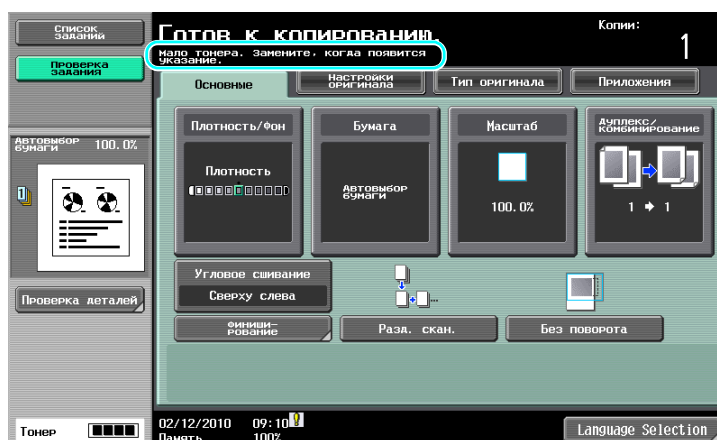 Список
заданий
Проверка
задания
Готов к копированию.
Мало тонера. Замените, когда появится
указание.
Копии:
1
Основные
Настройки
оригинала
Тип оригинала
Приложения
Автовыбор
бумаги
100.0%
1
Проверка деталей
Плотность/Фон
Плотность
Бумага
Автовыбор
бумаги
Масштаб
100.0%
Дуплекс/
Комбинирование
1 → 1
Угловое сшивание
Сверху слева
Финиши-
рование
Разд. скан.
Без поворота
Тонер
02/12/2010 09:10
Память 100%
Language Selection